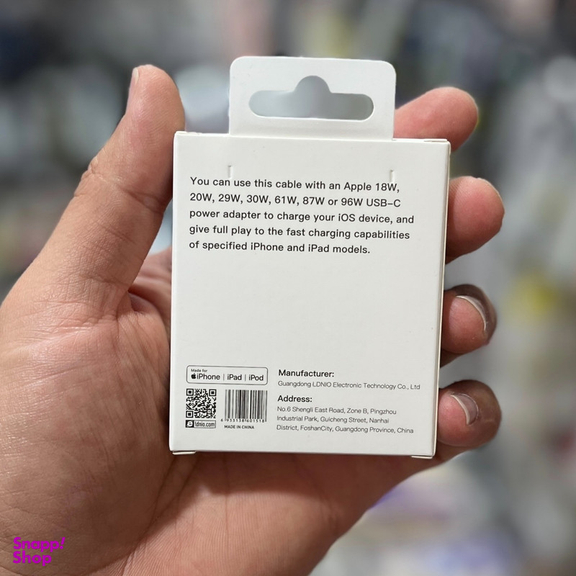 You can use this cable with an Apple 18W,
20W, 29W, 30W, 61W, 87W or 96W USB-C
power adapter to charge your iOS device, and
give full play to the fast charging capabilities
of specified iPhone and iPad models.
Made for
iPhone | iPad | iPod
ldnio.com
MADE IN CHINA
Manufacturer:
Guangdong LDNIO Electronic Technology Co., Ltd
Address:
No.6 Shengli East Road, Zone B, Pingzhou
Industrial Park, Guicheng Street, Nanhai
District, FoshanCity, Guangdong Province, China
Snapp!
Shop